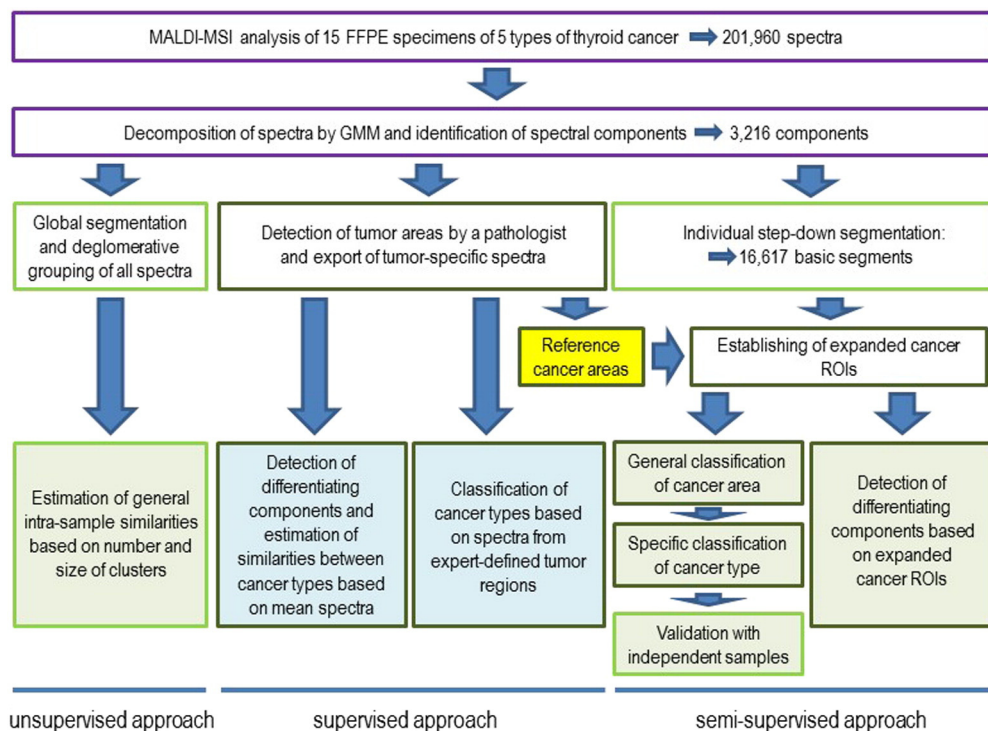 MALDI-MSI analysis of 15 FFPE specimens of 5 types of thyroid cancer 201,960 spectra
Decomposition of spectra by GMM and identification of spectral components 3,216 components
Global segmentation
and deglomerative
grouping of all spectra
Detection of tumor areas by a pathologist
and export of tumor-specific spectra
Individual step-down segmentation:
16,617 basic segments
Reference
cancer areas
Establishing of expanded cancer
ROIs
Estimation of general
intra-sample similarities
based on number and
size of clusters
Detection of
differentiating
components and
estimation of
similarities between
cancer types based
on mean spectra
Classification of
cancer types based
on spectra from
expert-defined tumor
regions
General classification
of cancer area
Specific classification
of cancer type
Validation with
independent samples
Detection of
differentiating
components based
on expanded
cancer ROIs
unsupervised approach
supervised approach
semi-supervised approach